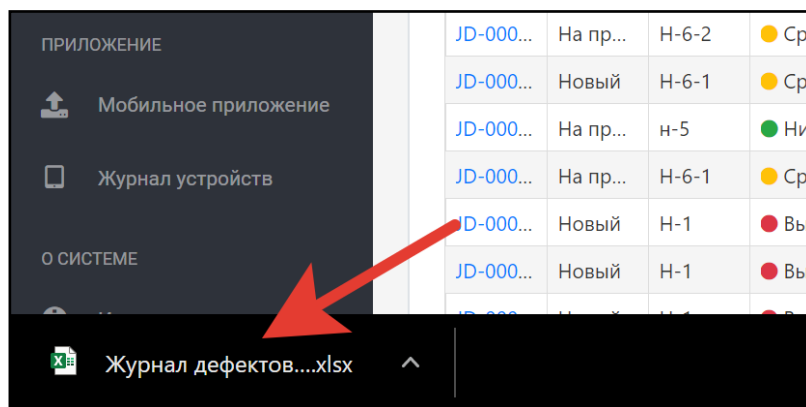 ПРИЛОЖЕНИЕ
Мобильное приложение
Журнал устройств
О СИСТЕМЕ
JD-000... На пр... Н-6-2 Ср
JD-000... Новый Н-6-1 Ср
JD-000... На пр... н-5 Ни
JD-000... На пр... Н-6-1 Ср
JD-000... Новый Н-1 Вы
JD-000... Новый Н-1 Вы
Журнал дефектов....xlsx